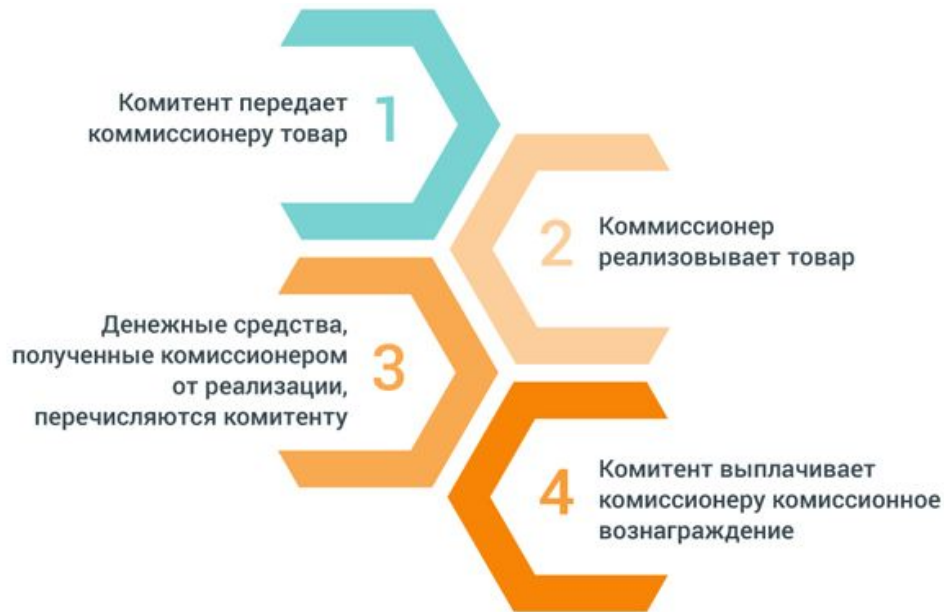 1
Комитент передает
коммиссионеру товар
2
Коммиссионер
реализовывает товар
3
Денежные средства,
полученные комиссионером
от реализации,
перечисляются комитенту
4
Комитент выплачивает
комиссионеру комиссионное
вознаграждение